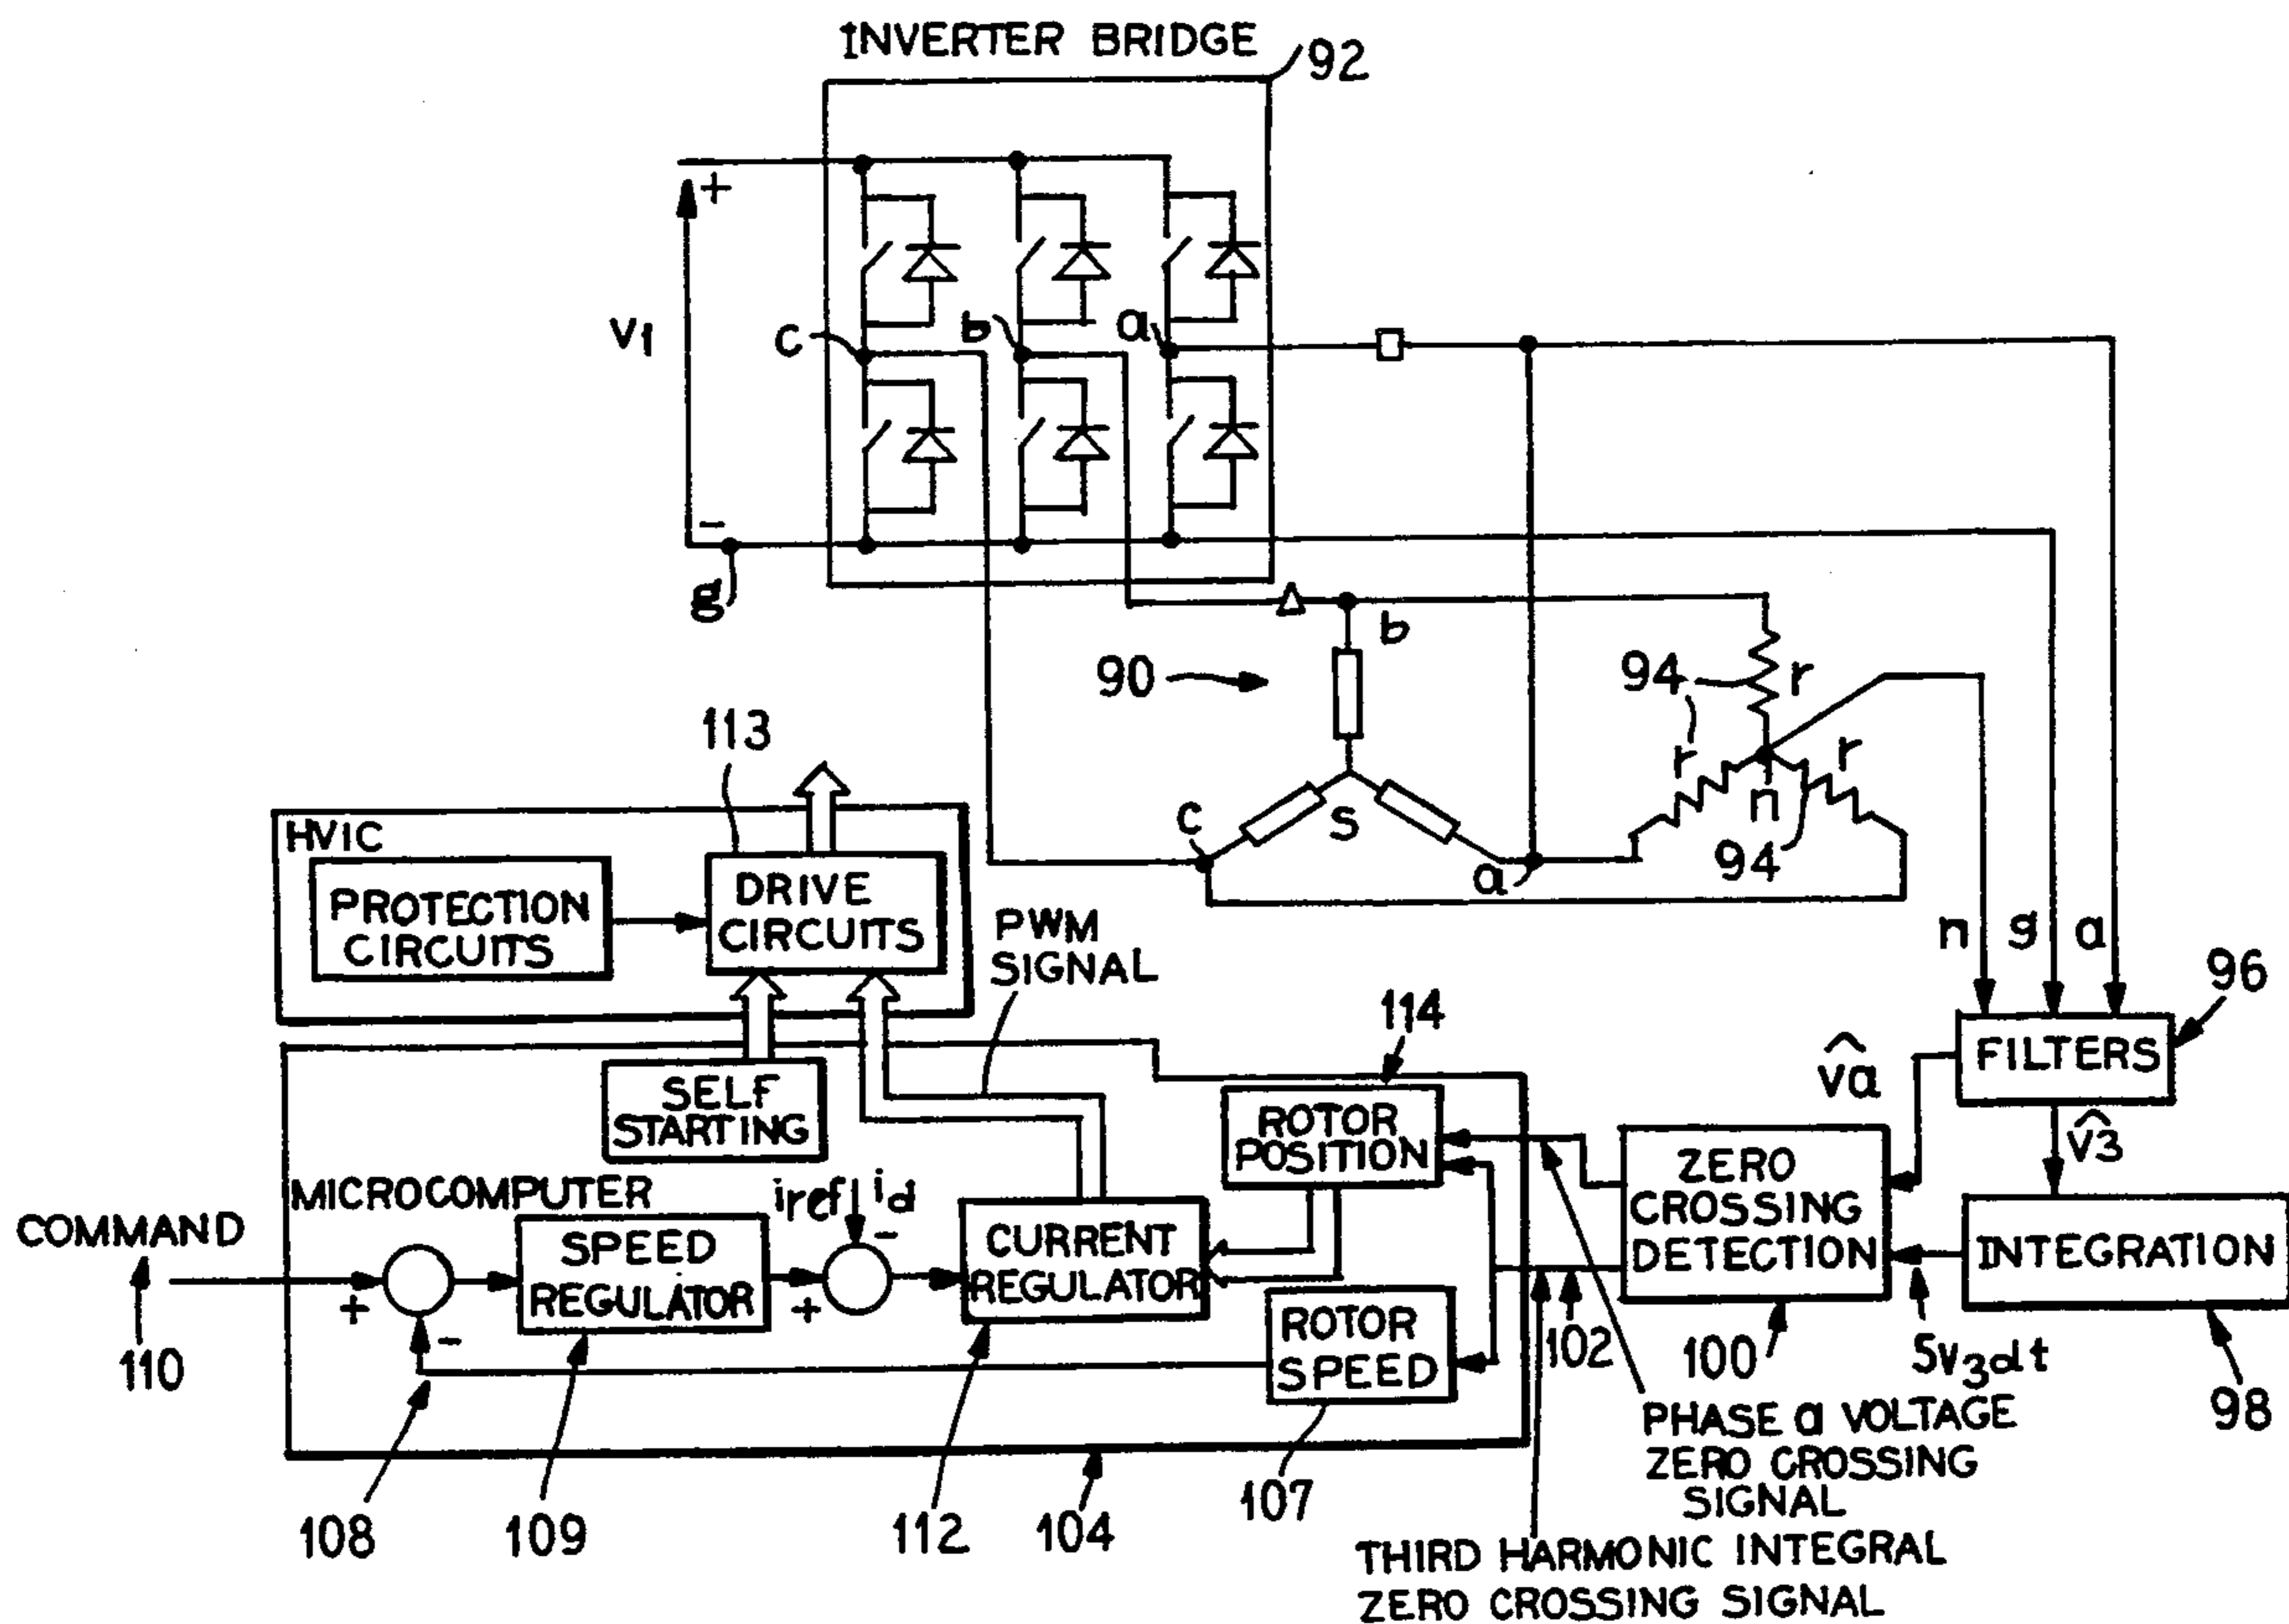 INVERTER BRIDGE
92
+
V1
c
b
a
-
g
b
90
94
r
r
r
n
94
c
s
a
113
HVIC
PROTECTION
CIRCUITS
DRIVE
CIRCUITS
PWM
SIGNAL
n g a
96
FILTERS
114
v̂a
v̂3
SELF
STARTING
ROTOR
POSITION
ZERO
CROSSING
DETECTION
INTEGRATION
MICROCOMPUTER
COMMAND
110
+
-
SPEED
REGULATOR
iref
id
-
+
CURRENT
REGULATOR
ROTOR
SPEED
102
100
∫v3dt
98
PHASE a VOLTAGE
ZERO CROSSING
SIGNAL
108
109
112
104
107
THIRD HARMONIC INTEGRAL
ZERO CROSSING SIGNAL